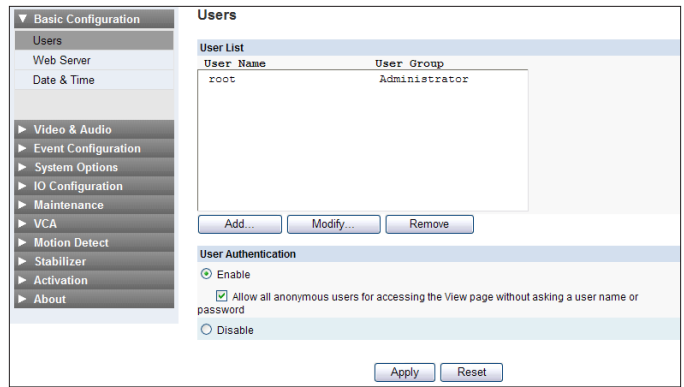 Basic Configuration
Users
Web Server
Date & Time
Video & Audio
Event Configuration
System Options
IO Configuration
Maintenance
VCA
Motion Detect
Stabilizer
Activation
About
Users
User List
User Name User Group
root Administrator
Add... Modify... Remove
User Authentication
Enable
Allow all anonymous users for accessing the View page without asking a user name or
password
Disable
Apply Reset